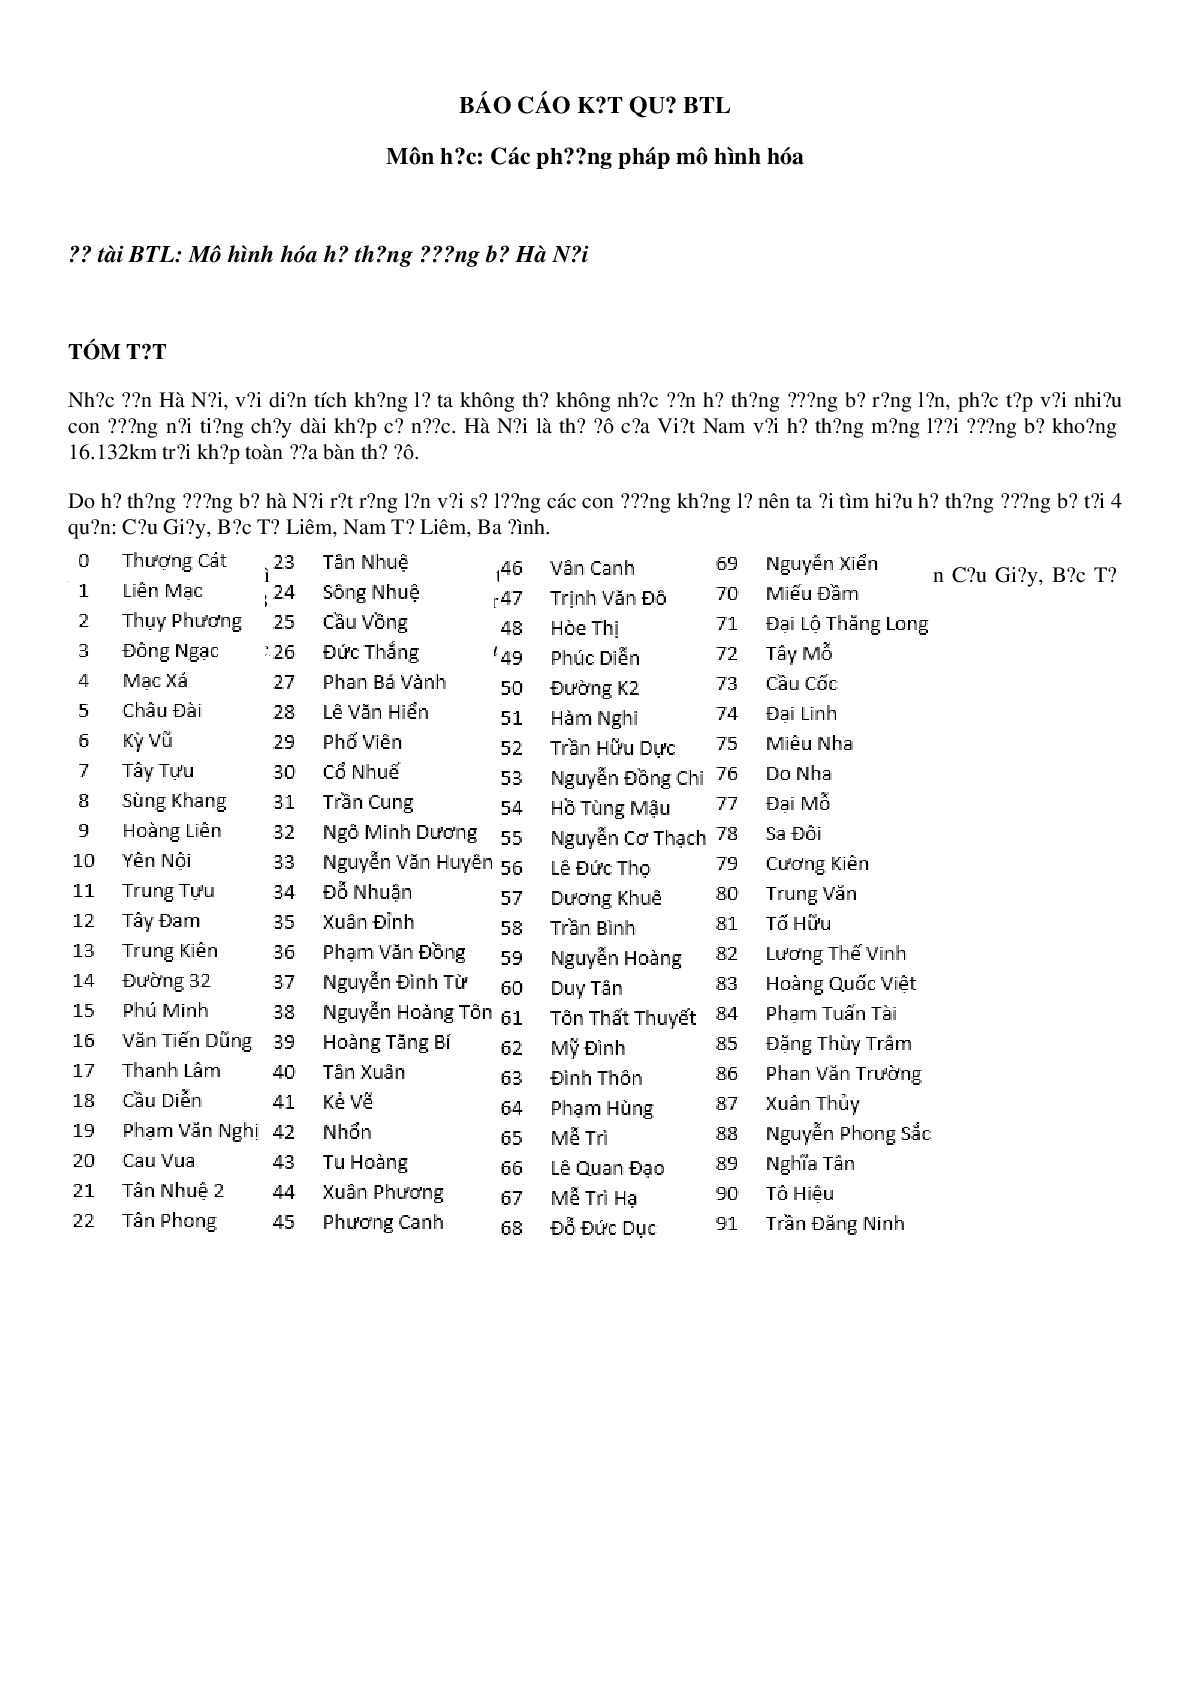 BÁO CÁO K?T QU? BTL
Môn h?c: Các ph??ng pháp mô hình hóa
?? tài BTL: Mô hình hóa h? th?ng ???ng b? Hà N?i
TÓM T?T
Nh?c ??n Hà N?i, v?i di?n tích kh?ng l? ta không th? không nh?c ??n h? th?ng ???ng b? r?ng l?n, ph?c t?p v?i nhi?u
con ???ng n?i ti?ng ch?y dài kh?p c? n??c. Hà N?i là th? ?ô c?a Vi?t Nam v?i h? th?ng m?ng l??i ???ng b? kho?ng
16.132km tr?i kh?p toàn ??a bàn th? ?ô.
Do h? th?ng ???ng b? hà N?i r?t r?ng l?n v?i s? l??ng các con ???ng kh?ng l? nên ta ?i tìm hi?u h? th?ng ???ng b? t?i 4
qu?n: C?u Gi?y, B?c T? Liêm, Nam T? Liêm, Ba ?ình.
n C?u Gi?y, B?c T?
0 Thượng Cát
1 Liên Mạc
2 Thụy Phương
3 Đông Ngạc
4 Mạc Xá
5 Châu Đài
6 Kỳ Vũ
7 Tây Tựu
8 Sùng Khang
9 Hoàng Liên
10 Yên Nội
11 Trung Tựu
12 Tây Đam
13 Trung Kiên
14 Đường 32
15 Phú Minh
16 Văn Tiến Dũng
17 Thanh Lâm
18 Cầu Diễn
19 Phạm Văn Nghị
20 Cau Vua
21 Tân Nhuệ 2
22 Tân Phong
23 Tân Nhuệ
24 Sông Nhuệ
25 Cầu Vồng
26 Đức Thắng
27 Phan Bá Vành
28 Lê Văn Hiển
29 Phố Viên
30 Cổ Nhuế
31 Trần Cung
32 Ngô Minh Dương
33 Nguyễn Văn Huyên
34 Đỗ Nhuận
35 Xuân Đỉnh
36 Phạm Văn Đồng
37 Nguyễn Đình Từ
38 Nguyễn Hoàng Tôn
39 Hoàng Tăng Bí
40 Tân Xuân
41 Kẻ Vẽ
42 Nhổn
43 Tu Hoàng
44 Xuân Phương
45 Phương Canh
46 Vân Canh
47 Trịnh Văn Đô
48 Hòe Thị
49 Phúc Diễn
50 Đường K2
51 Hàm Nghi
52 Trần Hữu Dực
53 Nguyễn Đồng Chi
54 Hồ Tùng Mậu
55 Nguyễn Cơ Thạch
56 Lê Đức Thọ
57 Dương Khuê
58 Trần Bình
59 Nguyễn Hoàng
60 Duy Tân
61 Tôn Thất Thuyết
62 Mỹ Đình
63 Đình Thôn
64 Phạm Hùng
65 Mễ Trì
66 Lê Quan Đạo
67 Mễ Trì Hạ
68 Đỗ Đức Dục
69 Nguyễn Xiển
70 Miếu Đầm
71 Đại Lộ Thăng Long
72 Tây Mỗ
73 Cầu Cốc
74 Đại Linh
75 Miêu Nha
76 Do Nha
77 Đại Mỗ
78 Sa Đôi
79 Cương Kiên
80 Trung Văn
81 Tố Hữu
82 Lương Thế Vinh
83 Hoàng Quốc Việt
84 Phạm Tuấn Tài
85 Đặng Thùy Trâm
86 Phan Văn Trường
87 Xuân Thủy
88 Nguyễn Phong Sắc
89 Nghĩa Tân
90 Tô Hiệu
91 Trần Đăng Ninh